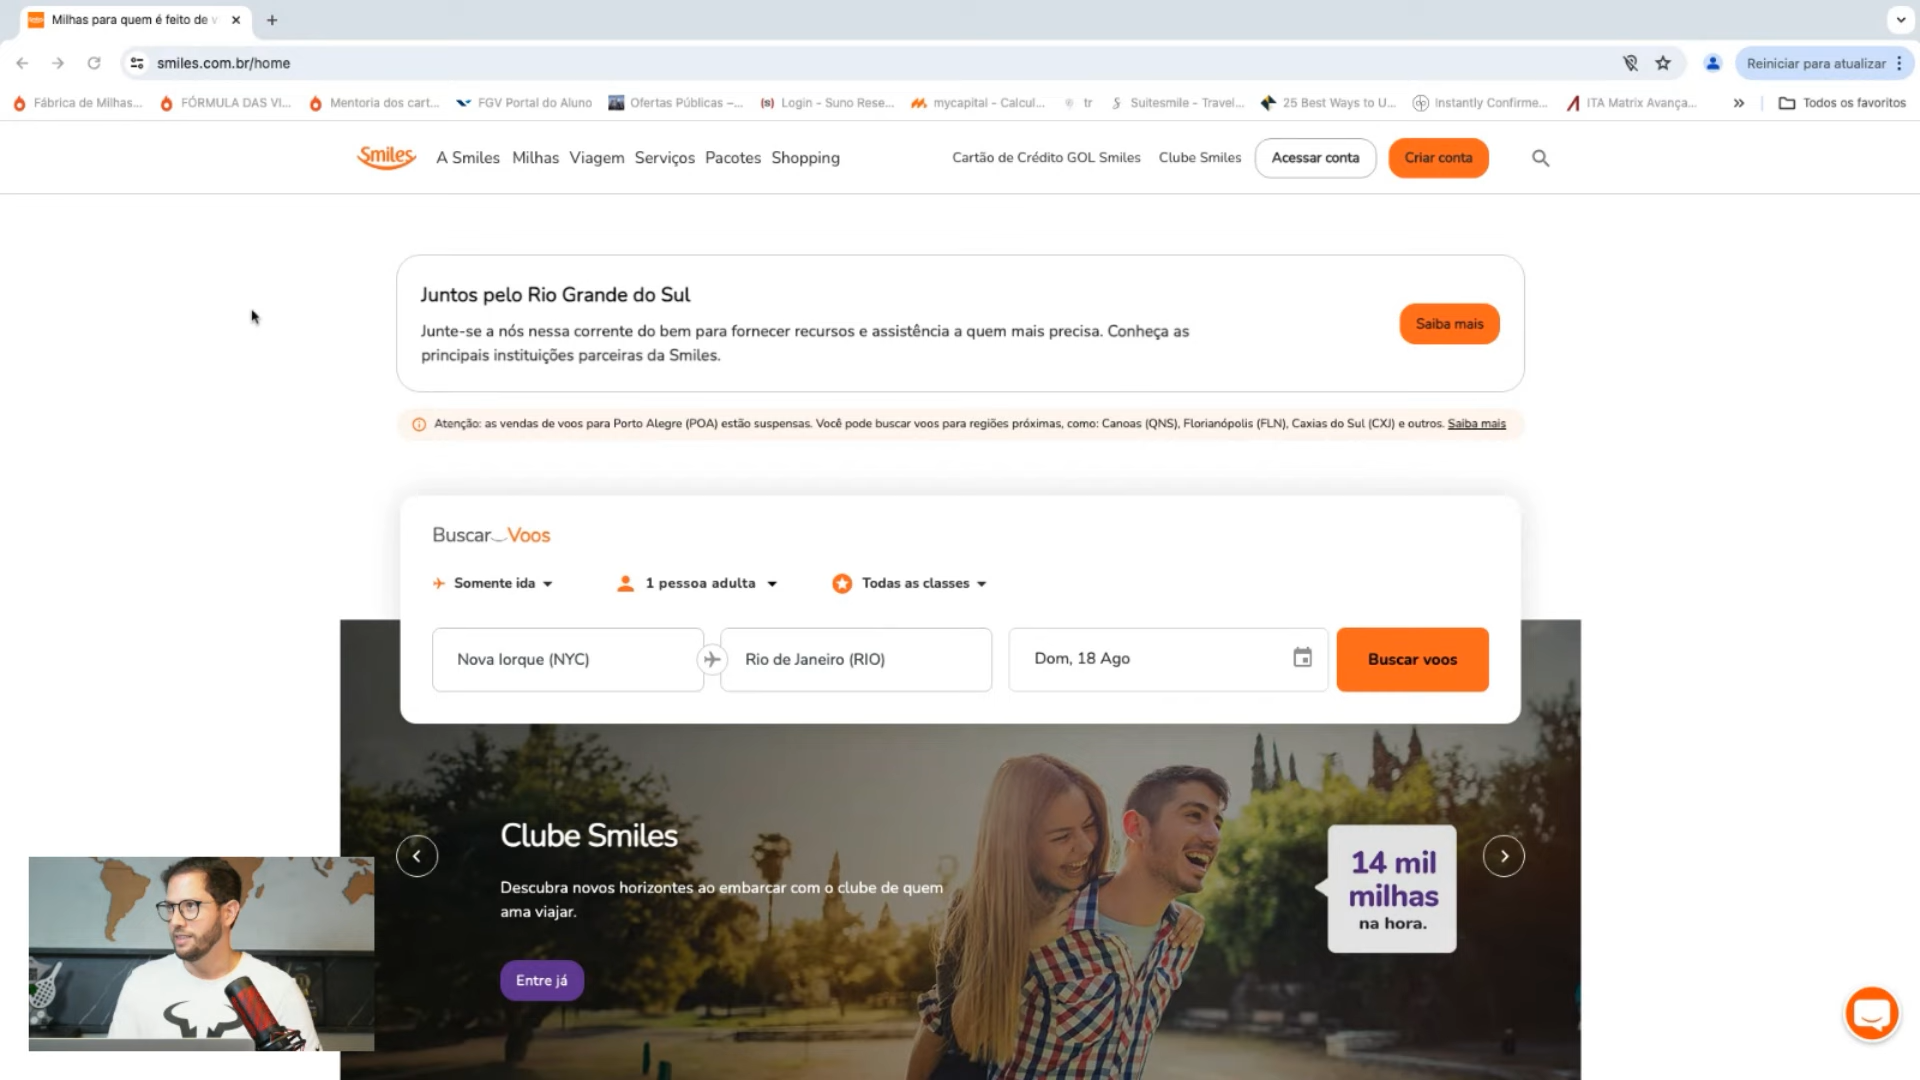 Milhas para quem é feito de v
smiles.com.br/home
Reiniciar para atualizar
Fábrica de Milhas...
FÓRMULA DAS VI...
Mentoria dos cart...
FGV Portal do Aluno
Ofertas Públicas –...
Login - Suno Rese...
mycapital - Calcul...
tr
Suitesmile - Travel...
25 Best Ways to U...
Instantly Confirme...
ITA Matrix Avança...
Todos os favoritos
Smiles
A Smiles
Milhas
Viagem
Serviços
Pacotes
Shopping
Cartão de Crédito GOL Smiles
Clube Smiles
Acessar conta
Criar conta
Juntos pelo Rio Grande do Sul
Junte-se a nós nessa corrente do bem para fornecer recursos e assistência a quem mais precisa. Conheça as
principais instituições parceiras da Smiles.
Saiba mais
Atenção: as vendas de voos para Porto Alegre (POA) estão suspensas. Você pode buscar voos para regiões próximas, como: Canoas (QNS), Florianópolis (FLN), Caxias do Sul (CXJ) e outros. Saiba mais
Buscar Voos
Somente ida
1 pessoa adulta
Todas as classes
Nova Iorque (NYC)
Rio de Janeiro (RIO)
Dom, 18 Ago
Buscar voos
Clube Smiles
Descubra novos horizontes ao embarcar com o clube de quem
ama viajar.
Entre já
14 mil
milhas
na hora.